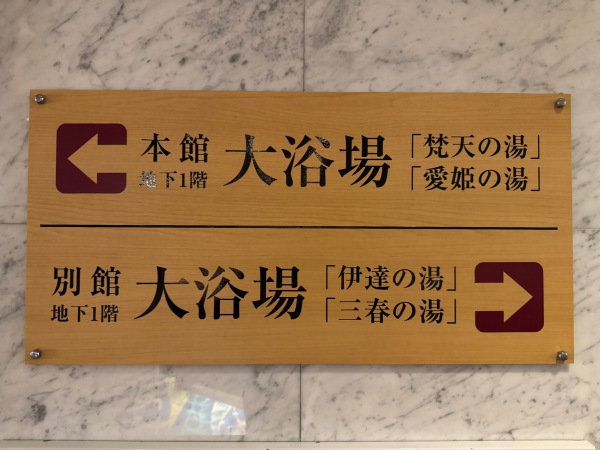 本館
地下1階
大浴場
「梵天の湯」
「愛姫の湯」
別館
地下1階
大浴場
「伊達の湯」
「三春の湯」